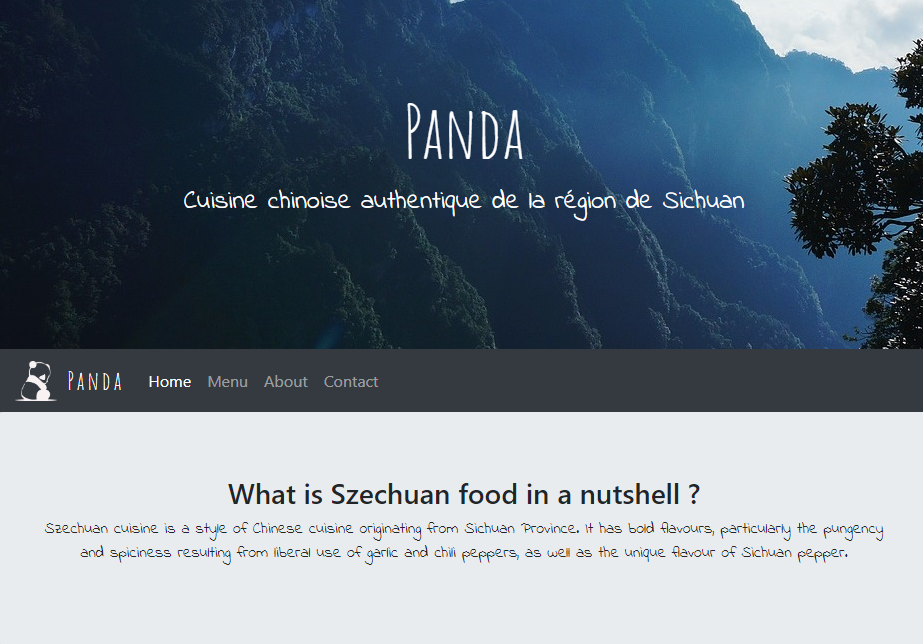 Panda
Cuisine chinoise authentique de la région de Sichuan
Panda Home Menu About Contact
What is Szechuan food in a nutshell ?
Szechuan cuisine is a style of Chinese cuisine originating from Sichuan Province. It has bold flavours, particularly the pungency
and spiciness resulting from liberal use of garlic and chili peppers, as well as the unique flavour of Sichuan pepper.